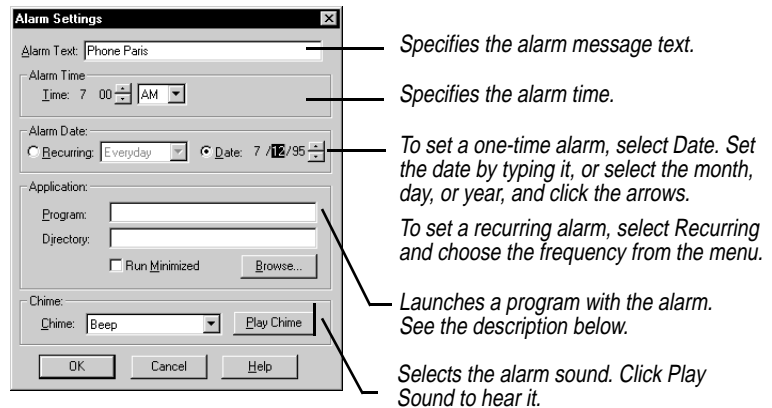 Alarm Settings
Alarm Text: Phone Paris
Specifies the alarm message text.
Alarm Time
Time: 7 00 AM
Specifies the alarm time.
Alarm Date:
Recurring: Everyday Date: 7 /12/95
To set a one-time alarm, select Date. Set
the date by typing it, or select the month,
day, or year, and click the arrows.
To set a recurring alarm, select Recurring
and choose the frequency from the menu.
Application:
Program:
Directory:
Run Minimized Browse...
Launches a program with the alarm.
See the description below.
Chime:
Chime: Beep Play Chime
Selects the alarm sound. Click Play
Sound to hear it.
OK Cancel Help